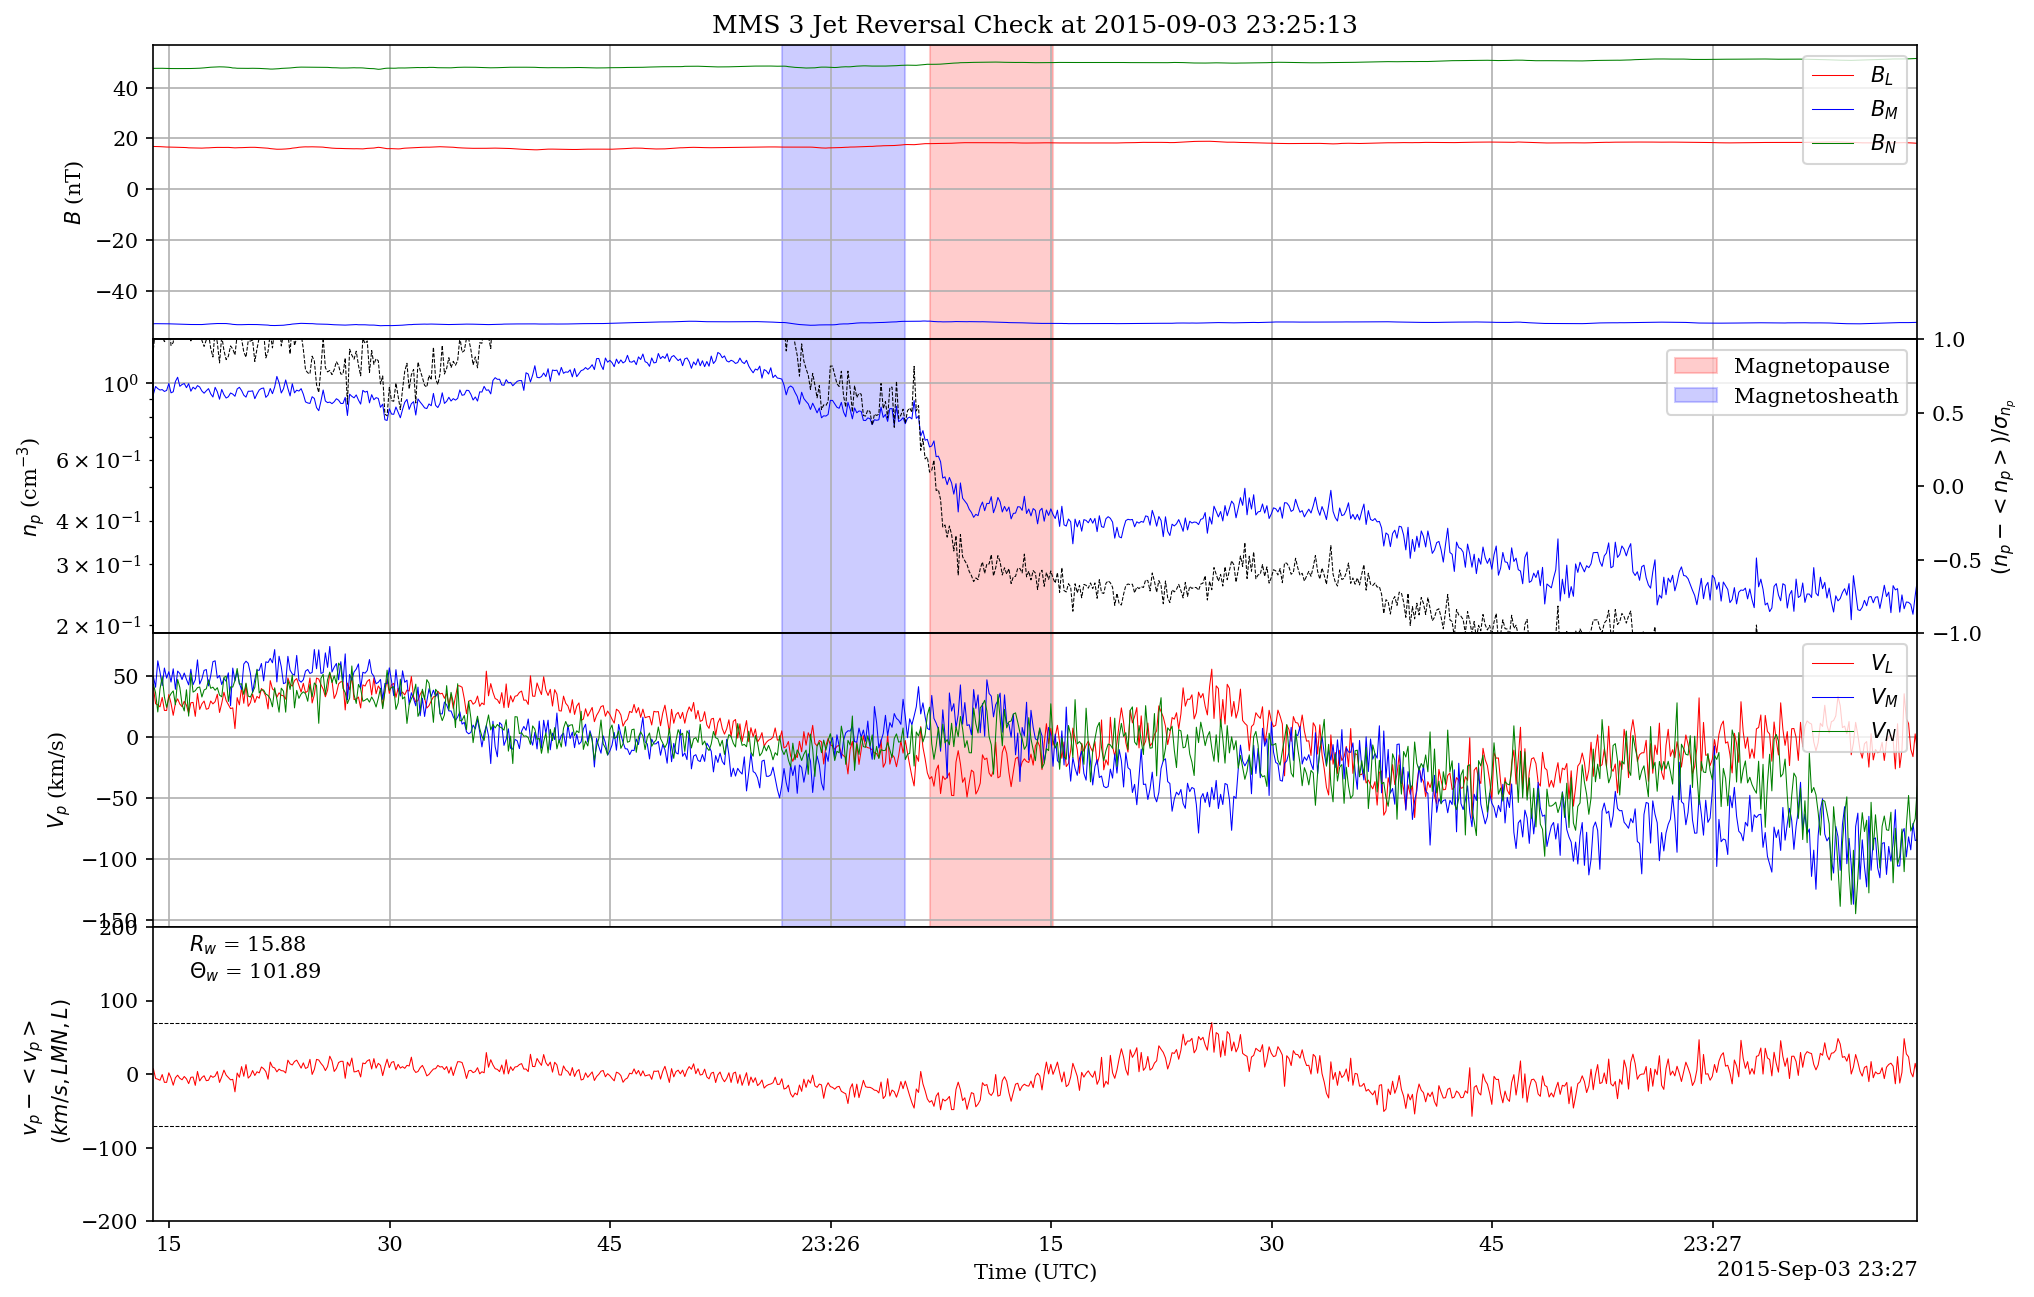 MMS 3 Jet Reversal Check at 2015-09-03 23:25:13
B (nT)
40
20
0
−20
−40
B_L
B_M
B_N
n_p (cm^{-3})
10^0
6 × 10^{-1}
4 × 10^{-1}
3 × 10^{-1}
2 × 10^{-1}
1.0
0.5
0.0
−0.5
−1.0
(n_p − < n_p >)/σ_{n_p}
Magnetopause
Magnetosheath
V_p (km/s)
50
0
−50
−100
−150
V_L
V_M
V_N
v_p − < v_p >
(km/s, LMN, L)
200
100
0
−100
−200
R_w = 15.88
Θ_w = 101.89
15 30 45 23:26 15 30 45 23:27
Time (UTC)
2015-Sep-03 23:27